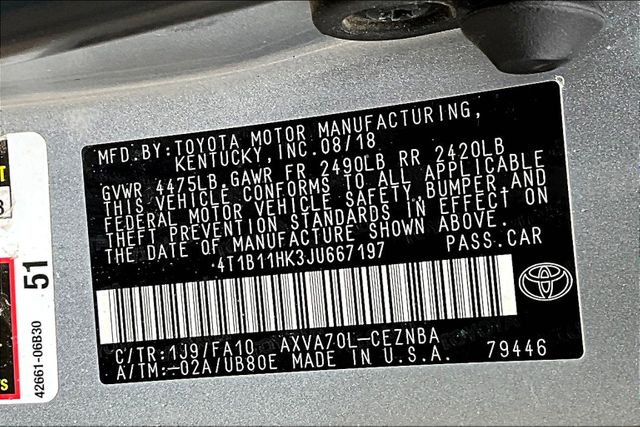 MFD.BY:TOYOTA MOTOR MANUFACTURING,
KENTUCKY,INC.08/18
GVWR 4475LB.GAWR FR 2490LB RR 2420LB
THIS VEHICLE CONFORMS TO ALL APPLICABLE
FEDERAL MOTOR VEHICLE SAFETY,BUMPER,AND
THEFT PREVENTION STANDARDS IN EFFECT ON
THE DATE OF MANUFACTURE SHOWN ABOVE.
4T1B11HK3JU667197 PASS.CAR
C/TR:1J9/FA10 AXVA70L-CEZNBA
A/TM:-02A/UB80E MADE IN U.S.A. 79446
51
42661-06B30